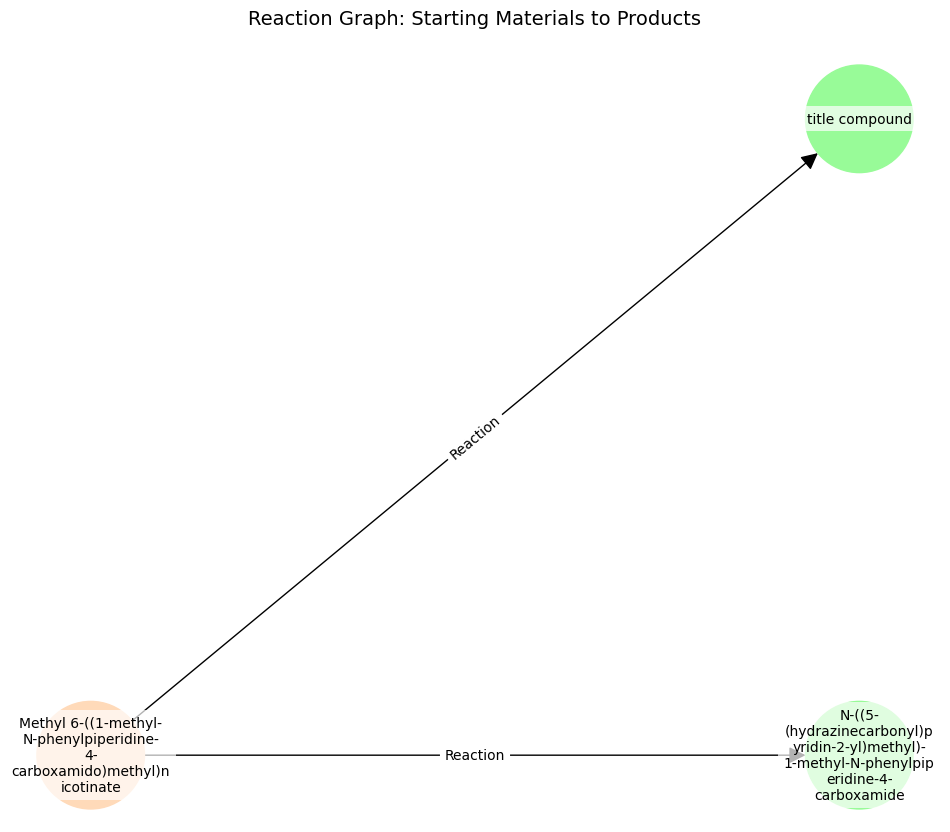 Reaction Graph: Starting Materials to Products
title compound
Reaction
Methyl 6-((1-methyl-
N-phenylpiperidine-
4-
carboxamido)methyl)n
icotinate
Reaction
N-((5-
(hydrazinecarbonyl)p
yridin-2-yl)methyl)-
1-methyl-N-phenylpip
eridine-4-
carboxamide